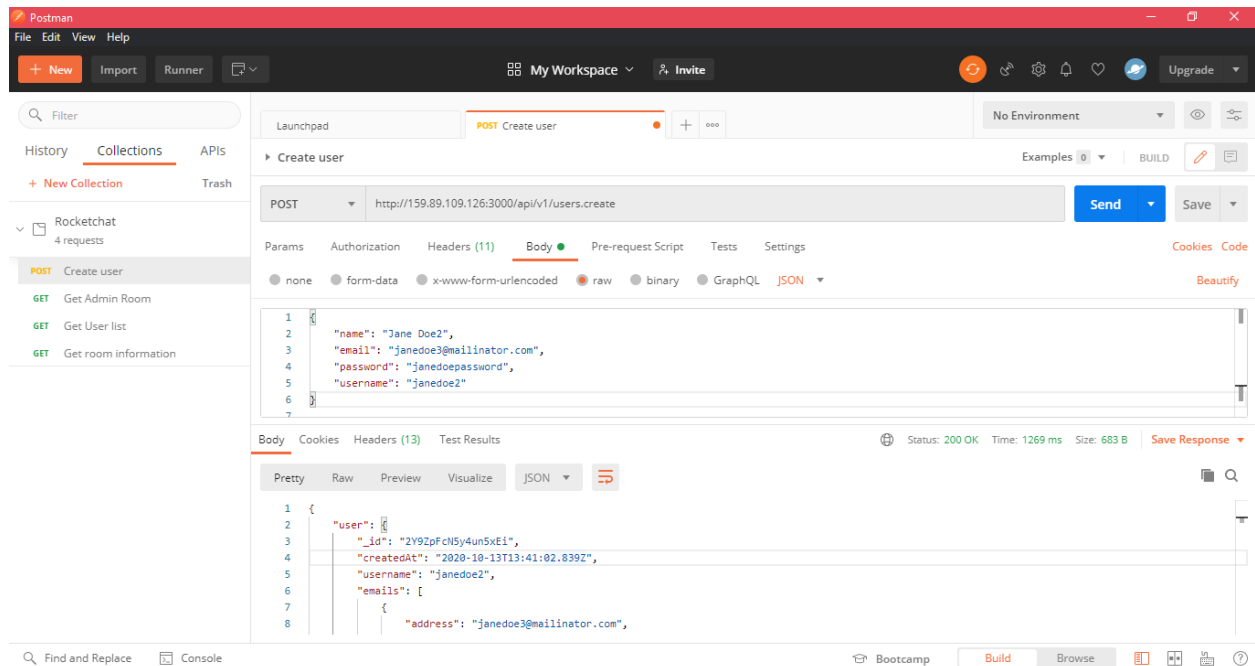 Postman
File Edit View Help
+ New Import Runner My Workspace Invite Upgrade
Filter
History Collections APIs
+ New Collection Trash
Rocketchat
4 requests
POST Create user
GET Get Admin Room
GET Get User list
GET Get room information
Launchpad POST Create user No Environment
Create user Examples 0 BUILD
POST http://159.89.109.126:3000/api/v1/users.create Send Save
Params Authorization Headers (11) Body Pre-request Script Tests Settings Cookies Code
none form-data x-www-form-urlencoded raw binary GraphQL JSON Beautify
1 {
2 "name": "Jane Doe2",
3 "email": "janedoe3@mailinator.com",
4 "password": "janedoepassword",
5 "username": "janedoe2"
6 }
7
Body Cookies Headers (13) Test Results Status: 200 OK Time: 1269 ms Size: 683 B Save Response
Pretty Raw Preview Visualize JSON
1 {
2 "user": {
3 "_id": "2Y9ZpFcN5y4un5xEi",
4 "createdAt": "2020-10-13T13:41:02.839Z",
5 "username": "janedoe2",
6 "emails": [
7 {
8 "address": "janedoe3@mailinator.com",
Find and Replace Console Bootcamp Build Browse